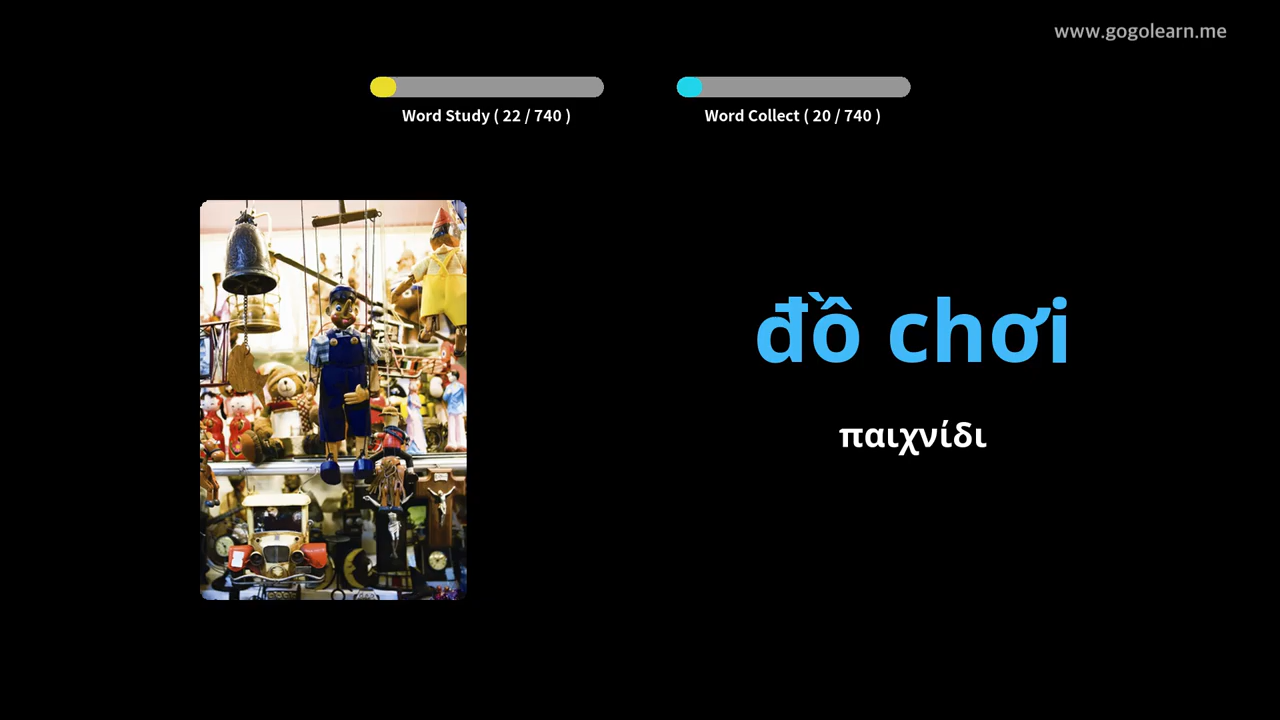 www.gogolearn.me
Word Study ( 22 / 740 )
Word Collect ( 20 / 740 )
đồ chơi
παιχνίδι